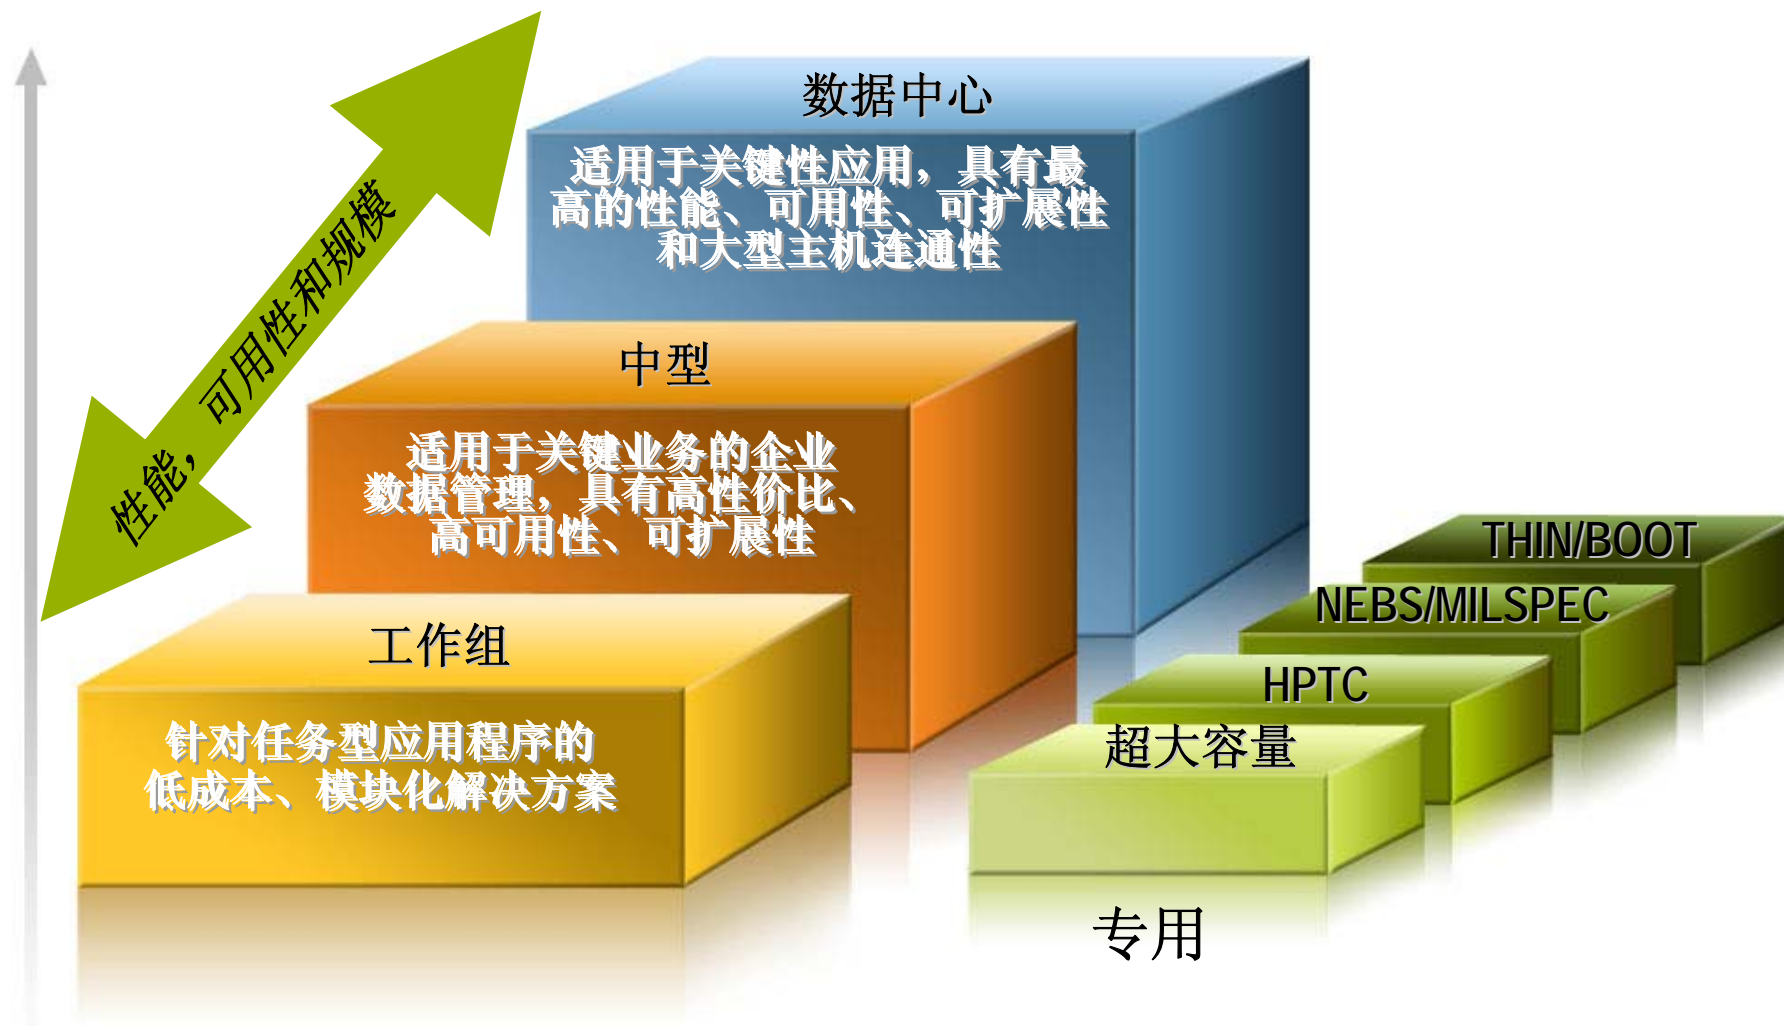 数据中心
适用于关键性应用，具有最
高的性能、可用性、可扩展性
和大型主机连通性
性能，可用性和规模
中型
适用于关键业务的企业
数据管理，具有高性价比、
高可用性、可扩展性
工作组
针对任务型应用程序的
低成本、模块化解决方案
THIN/BOOT
NEBS/MILSPEC
HPTC
超大容量
专用